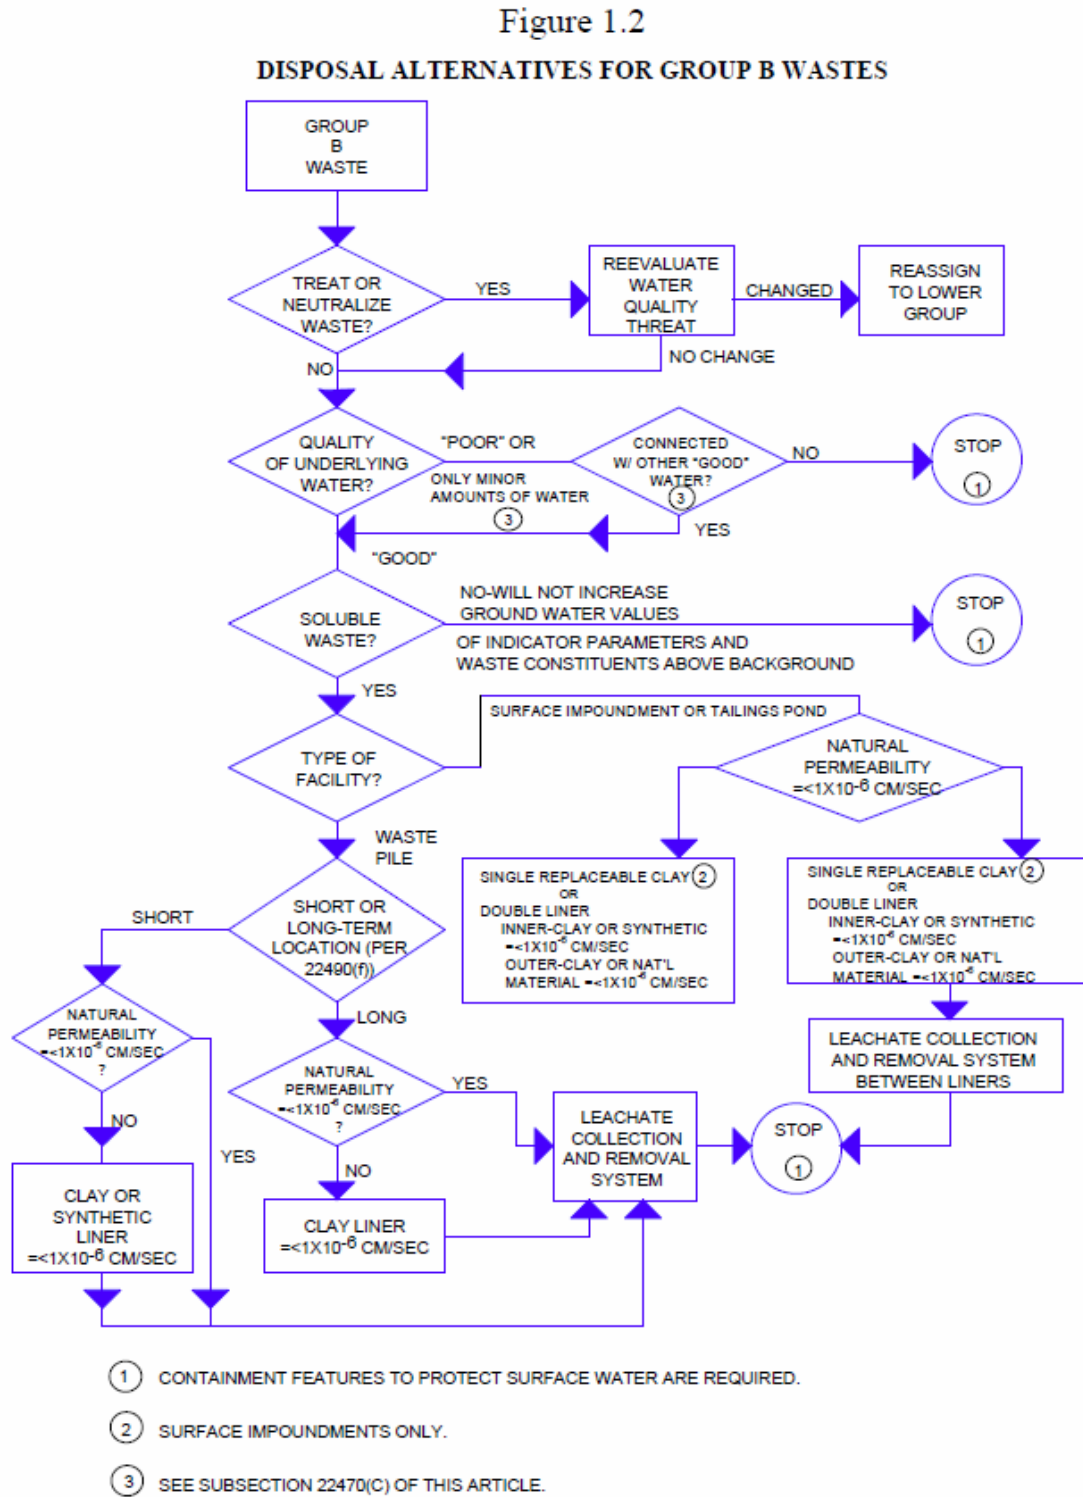 Figure 1.2
DISPOSAL ALTERNATIVES FOR GROUP B WASTES
GROUP
B
WASTE
TREAT OR
NEUTRALIZE
WASTE?
YES
REEVALUATE
WATER
QUALITY
THREAT
CHANGED
REASSIGN
TO LOWER
GROUP
NO CHANGE
NO
QUALITY
OF UNDERLYING
WATER?
"POOR" OR
ONLY MINOR
AMOUNTS OF WATER
3
CONNECTED
W/ OTHER "GOOD"
WATER?
3
NO
STOP
1
YES
"GOOD"
SOLUBLE
WASTE?
NO-WILL NOT INCREASE
GROUND WATER VALUES
OF INDICATOR PARAMETERS AND
WASTE CONSTITUENTS ABOVE BACKGROUND
STOP
1
YES
TYPE OF
FACILITY?
SURFACE IMPOUNDMENT OR TAILINGS POND
NATURAL
PERMEABILITY
=<1X10-6 CM/SEC
WASTE
PILE
SINGLE REPLACEABLE CLAY 2
OR
DOUBLE LINER
INNER-CLAY OR SYNTHETIC
=<1X10-6 CM/SEC
OUTER-CLAY OR NAT'L
MATERIAL =<1X10-6 CM/SEC
SINGLE REPLACEABLE CLAY 2
OR
DOUBLE LINER
INNER-CLAY OR SYNTHETIC
=<1X10-6 CM/SEC
OUTER-CLAY OR NAT'L
MATERIAL =<1X10-6 CM/SEC
SHORT
SHORT OR
LONG-TERM
LOCATION (PER
22490(f))
LONG
NATURAL
PERMEABILITY
=<1X10-6 CM/SEC
?
NATURAL
PERMEABILITY
=<1X10-6 CM/SEC
?
YES
LEACHATE COLLECTION
AND REMOVAL SYSTEM
BETWEEN LINERS
NO
YES
NO
LEACHATE
COLLECTION
AND REMOVAL
SYSTEM
STOP
1
CLAY OR
SYNTHETIC
LINER
=<1X10-6 CM/SEC
CLAY LINER
=<1X10-6 CM/SEC
1 CONTAINMENT FEATURES TO PROTECT SURFACE WATER ARE REQUIRED.
2 SURFACE IMPOUNDMENTS ONLY.
3 SEE SUBSECTION 22470(C) OF THIS ARTICLE.